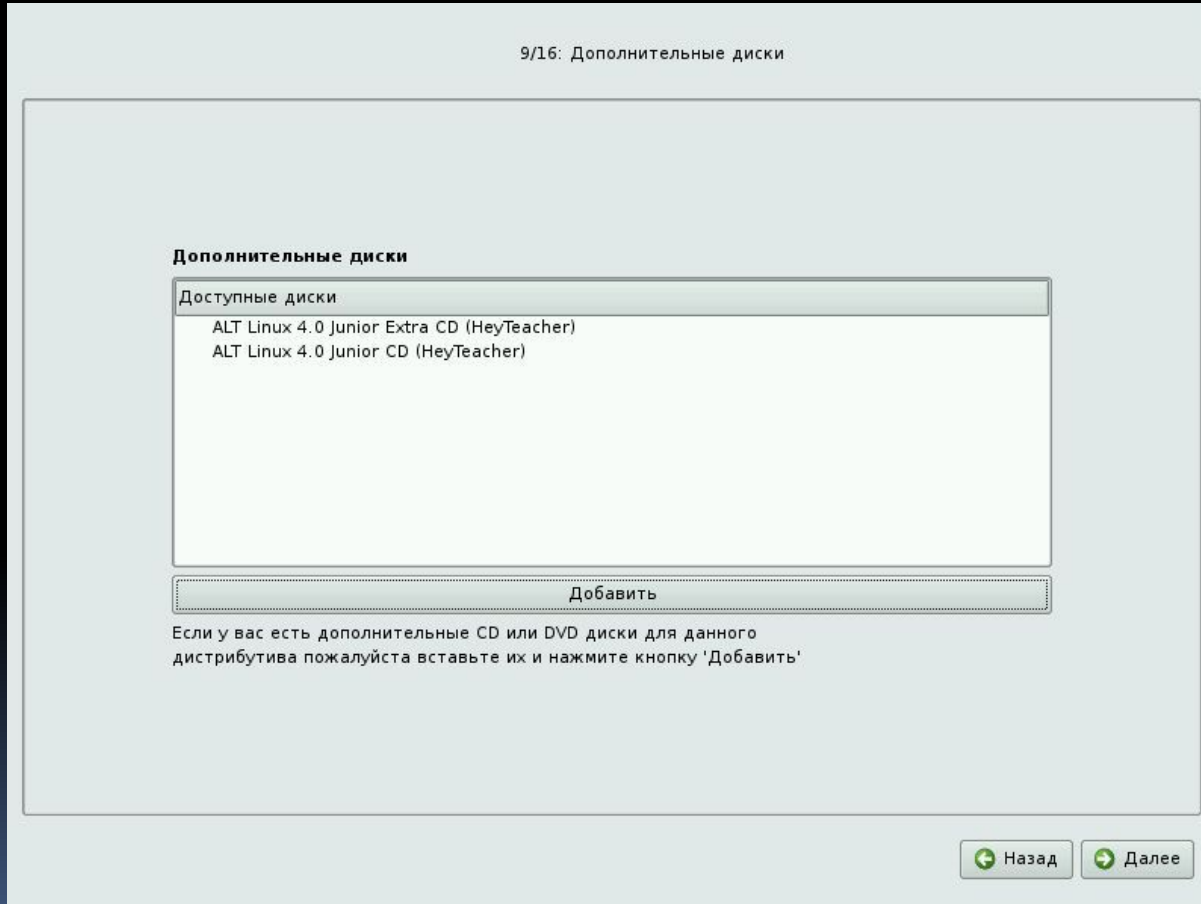 9/16: Дополнительные диски
Дополнительные диски
Доступные диски
ALT Linux 4.0 Junior Extra CD (HeyTeacher)
ALT Linux 4.0 Junior CD (HeyTeacher)
Добавить
Если у вас есть дополнительные CD или DVD диски для данного
дистрибутива пожалуйста вставьте их и нажмите кнопку 'Добавить'
Назад
Далее